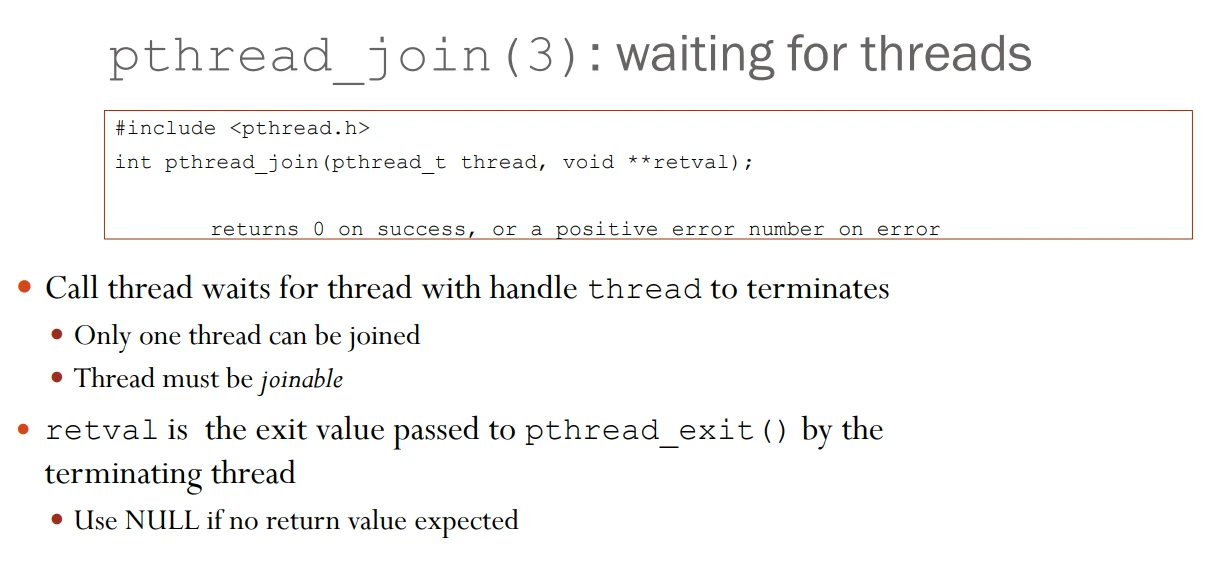 pthread_join(3): waiting for threads
#include <pthread.h>
int pthread_join(pthread_t thread, void **retval);
returns 0 on success, or a positive error number on error
• Call thread waits for thread with handle thread to terminates
• Only one thread can be joined
• Thread must be joinable
• retval is the exit value passed to pthread_exit() by the
terminating thread
• Use NULL if no return value expected